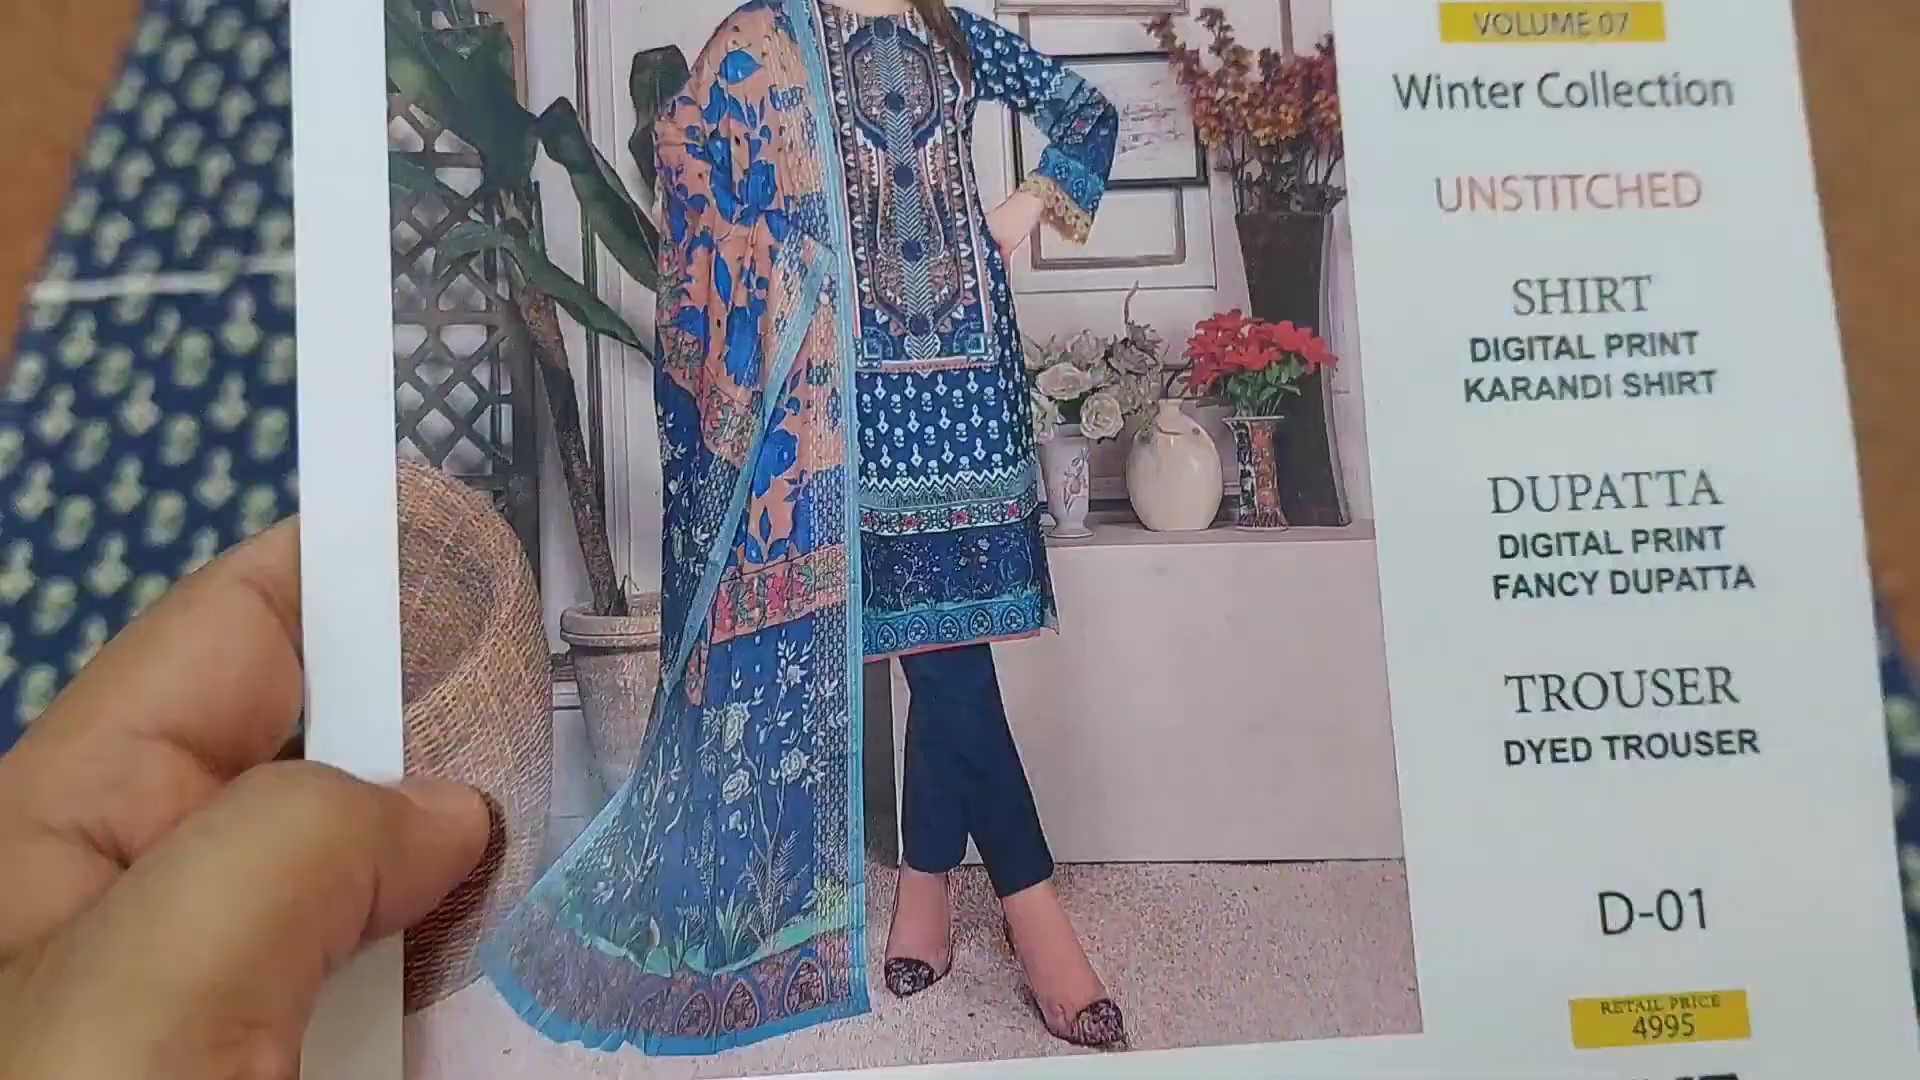 VOLUME 07
Winter Collection
UNSTITCHED
SHIRT
DIGITAL PRINT
KARANDI SHIRT
DUPATTA
DIGITAL PRINT
FANCY DUPATTA
TROUSER
DYED TROUSER
D-01
RETAIL PRICE
4995